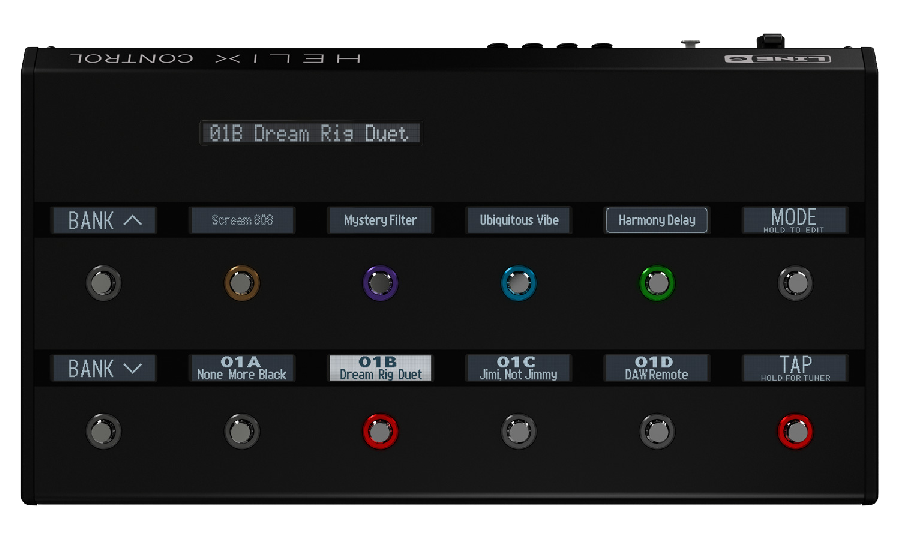 HELIX CONTROL
LINE 6
01B Dream Rig Duet
BANK
Scream 808
Mystery Filter
Ubiquitous Vibe
Harmony Delay
MODE
HOLD TO EDIT
BANK
01A
None More Black
01B
Dream Rig Duet
01C
Jimi, Not Jimmy
01D
DAW Remote
TAP
HOLD FOR TUNER